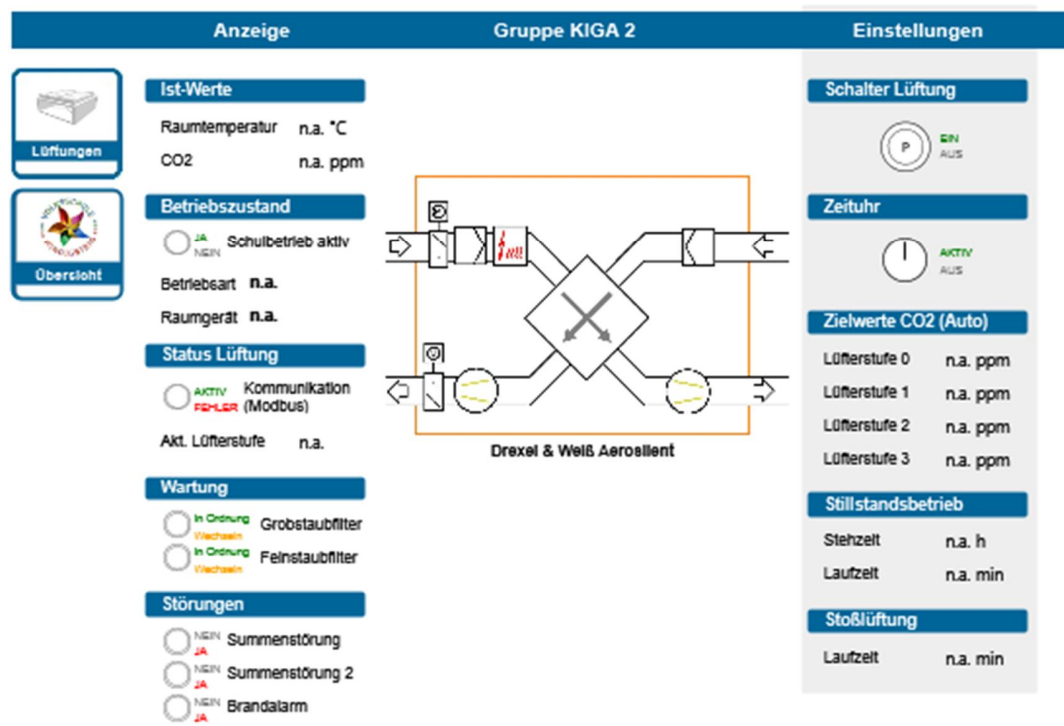 Anzeige
Gruppe KIGA 2
Einstellungen
Lüftungen
Übersicht
Ist-Werte
Raumtemperatur n.a. °C
CO2 n.a. ppm
Betriebszustand
JA
NEIN
Schulbetrieb aktiv
Betriebsart n.a.
Raumgerät n.a.
Status Lüftung
AKTIV
FEHLER
Kommunikation
(Modbus)
Akt. Lüfterstufe n.a.
Wartung
In Ordnung
Wechseln
Grobstaubfilter
In Ordnung
Wechseln
Feinstaubfilter
Störungen
NEIN
JA
Summenstörung
NEIN
JA
Summenstörung 2
NEIN
JA
Brandalarm
Drexel & Weiß Aerosilent
Schalter Lüftung
P
EIN
AUS
Zeituhr
AKTIV
AUS
Zielwerte CO2 (Auto)
Lüfterstufe 0 n.a. ppm
Lüfterstufe 1 n.a. ppm
Lüfterstufe 2 n.a. ppm
Lüfterstufe 3 n.a. ppm
Stillstandsbetrieb
Stehzeit n.a. h
Laufzeit n.a. min
Stoßlüftung
Laufzeit n.a. min